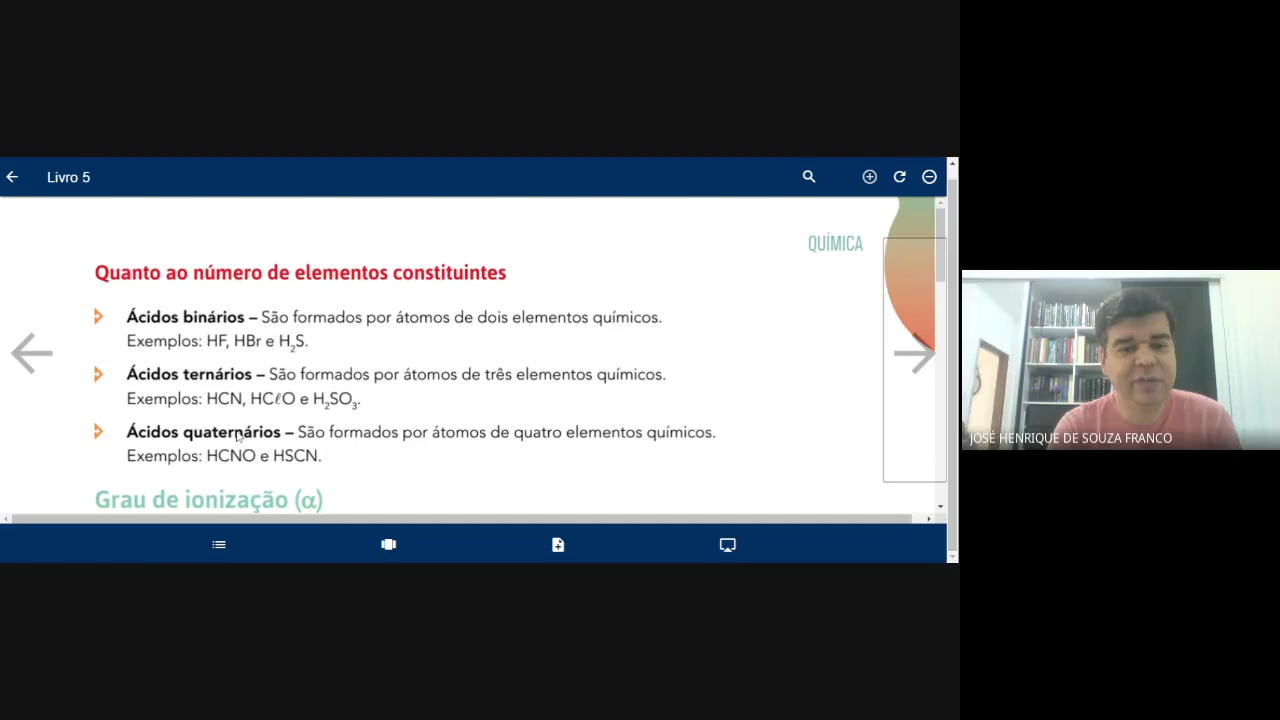 Livro 5
QUÍMICA
Quanto ao número de elementos constituintes
Ácidos binários – São formados por átomos de dois elementos químicos.
Exemplos: HF, HBr e H₂S.
Ácidos ternários – São formados por átomos de três elementos químicos.
Exemplos: HCN, HCℓO e H₂SO₃.
Ácidos quaternários – São formados por átomos de quatro elementos químicos.
Exemplos: HCNO e HSCN.
Grau de ionização (α)
JOSÉ HENRIQUE DE SOUZA FRANCO